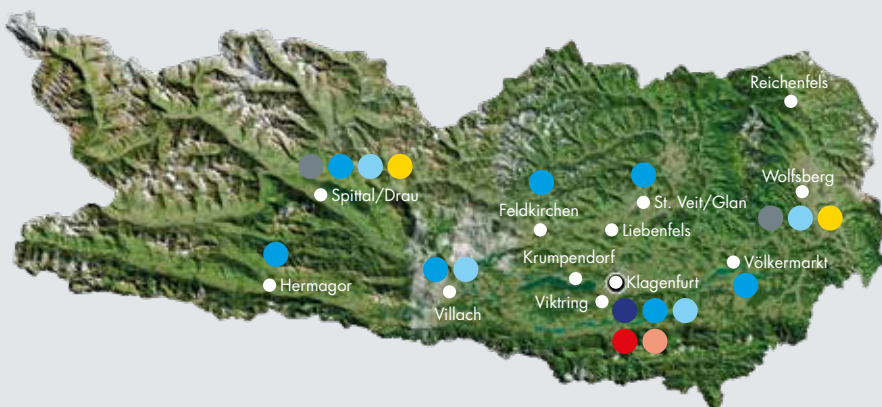 Reichenfels
Wolfsberg
Spittal/Drau
St. Veit/Glan
Feldkirchen
Liebenfels
Krumpendorf
Völkermarkt
Hermagor
Klagenfurt
Viktring
Villach